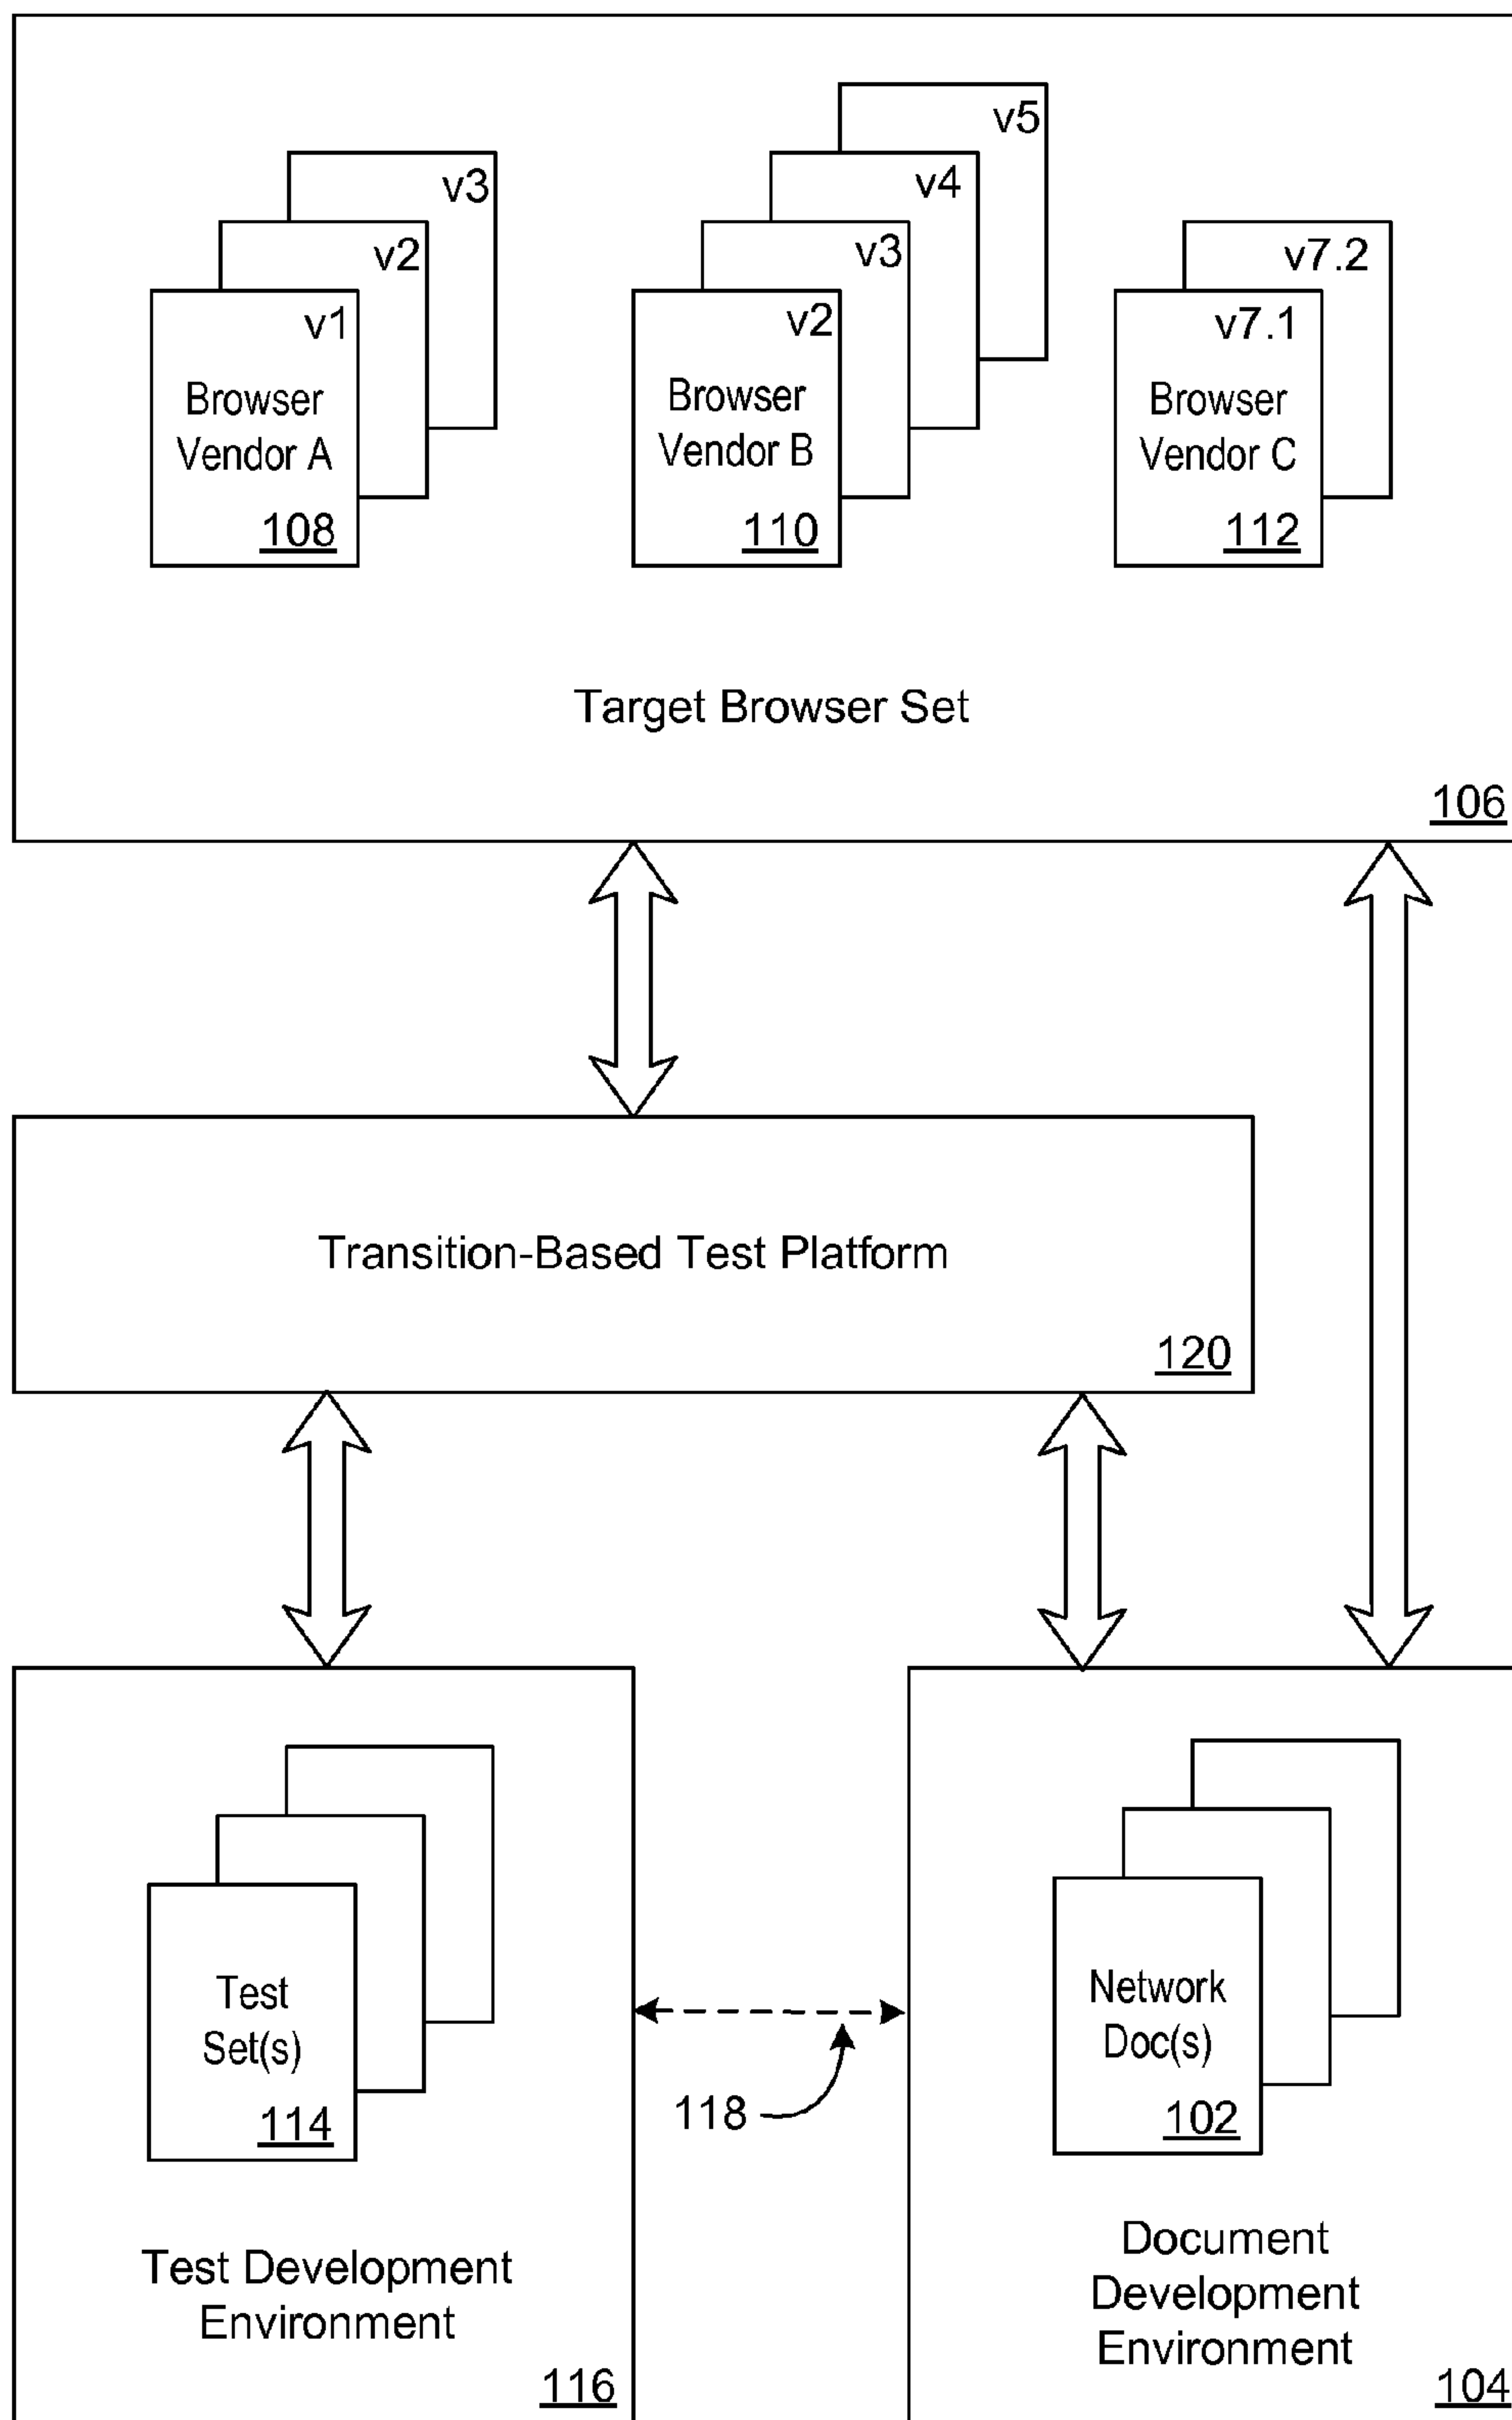 v3
v2
v1
Browser
Vendor A
108
v5
v4
v3
v2
Browser
Vendor B
110
v7.2
v7.1
Browser
Vendor C
112
Target Browser Set
106
Transition-Based Test Platform
120
Test
Set(s)
114
Test Development
Environment
116
118
Network
Doc(s)
102
Document
Development
Environment
104